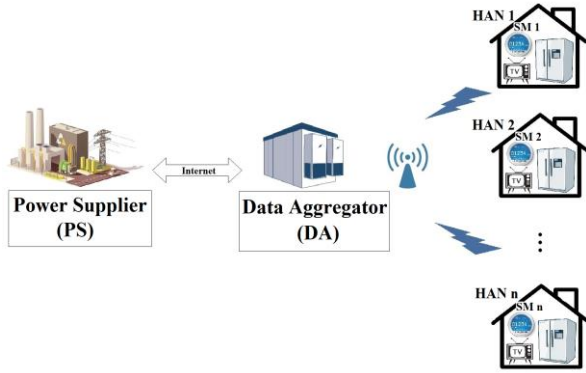 HAN 1
SM 1
TV
HAN 2
SM 2
TV
Internet
Power Supplier
(PS)
Data Aggregator
(DA)
HAN n
SM n
TV